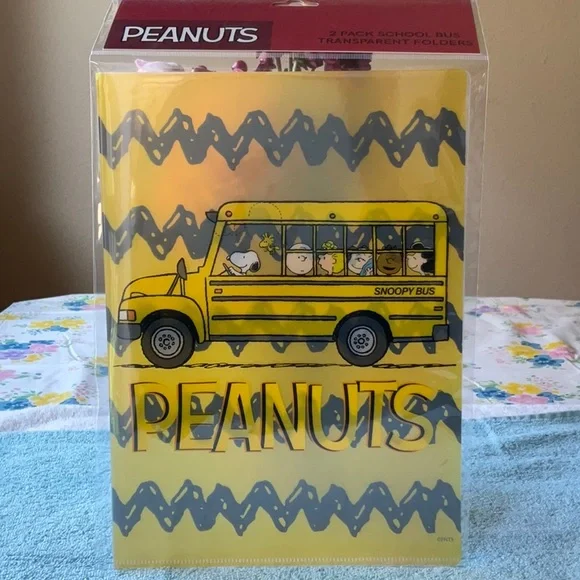 PEANUTS
2 PACK SCHOOL BUS
TRANSPARENT FOLDERS
SNOOPY BUS
PEANUTS